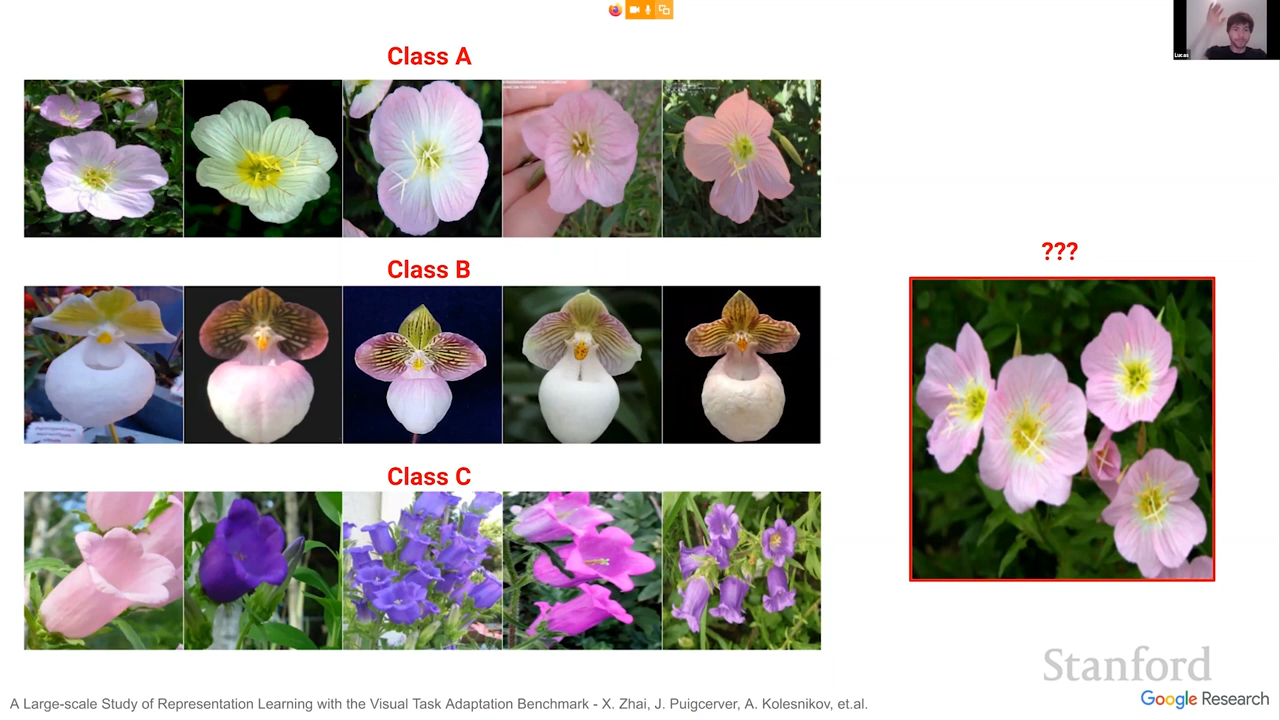 Lucas
Class A
Class B
???
Class C
Stanford
Google Research
A Large-scale Study of Representation Learning with the Visual Task Adaptation Benchmark - X. Zhai, J. Puigcerver, A. Kolesnikov, et.al.